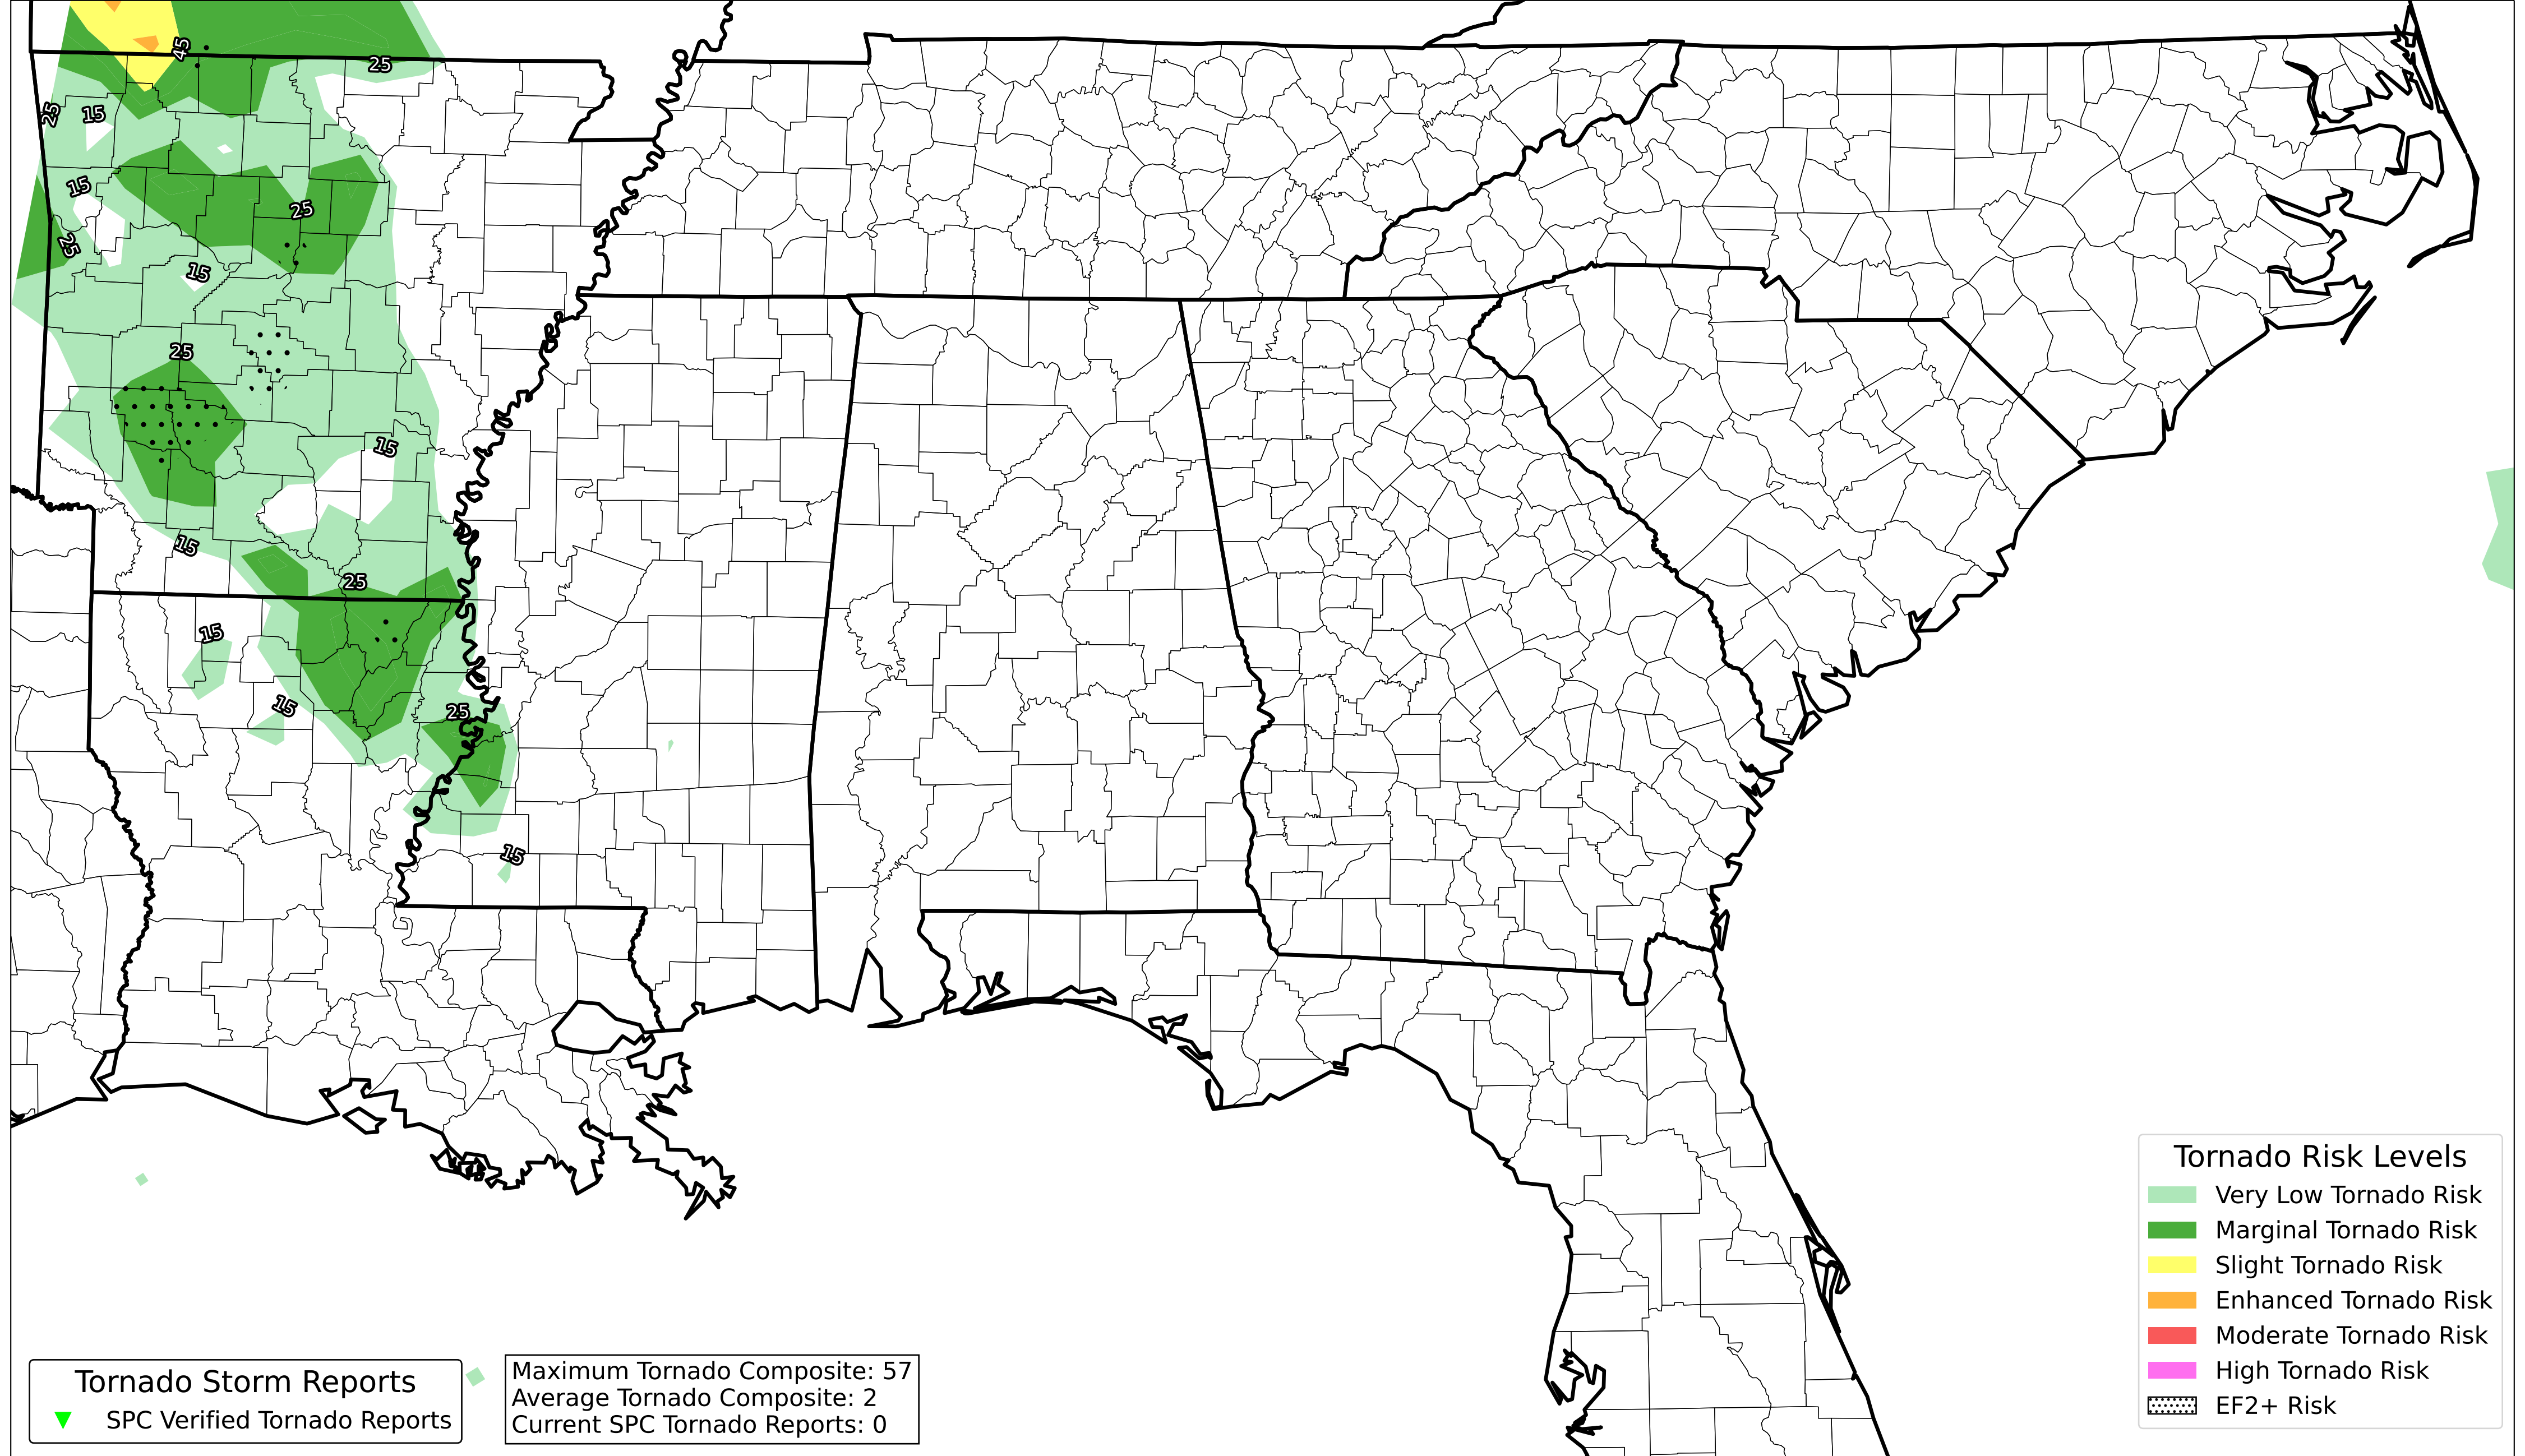 45
25
25
15
15
25
25
15
25
15
15
25
15
15
25
15
Tornado Risk Levels
Very Low Tornado Risk
Marginal Tornado Risk
Slight Tornado Risk
Enhanced Tornado Risk
Moderate Tornado Risk
High Tornado Risk
EF2+ Risk
Tornado Storm Reports
SPC Verified Tornado Reports
Maximum Tornado Composite: 57
Average Tornado Composite: 2
Current SPC Tornado Reports: 0